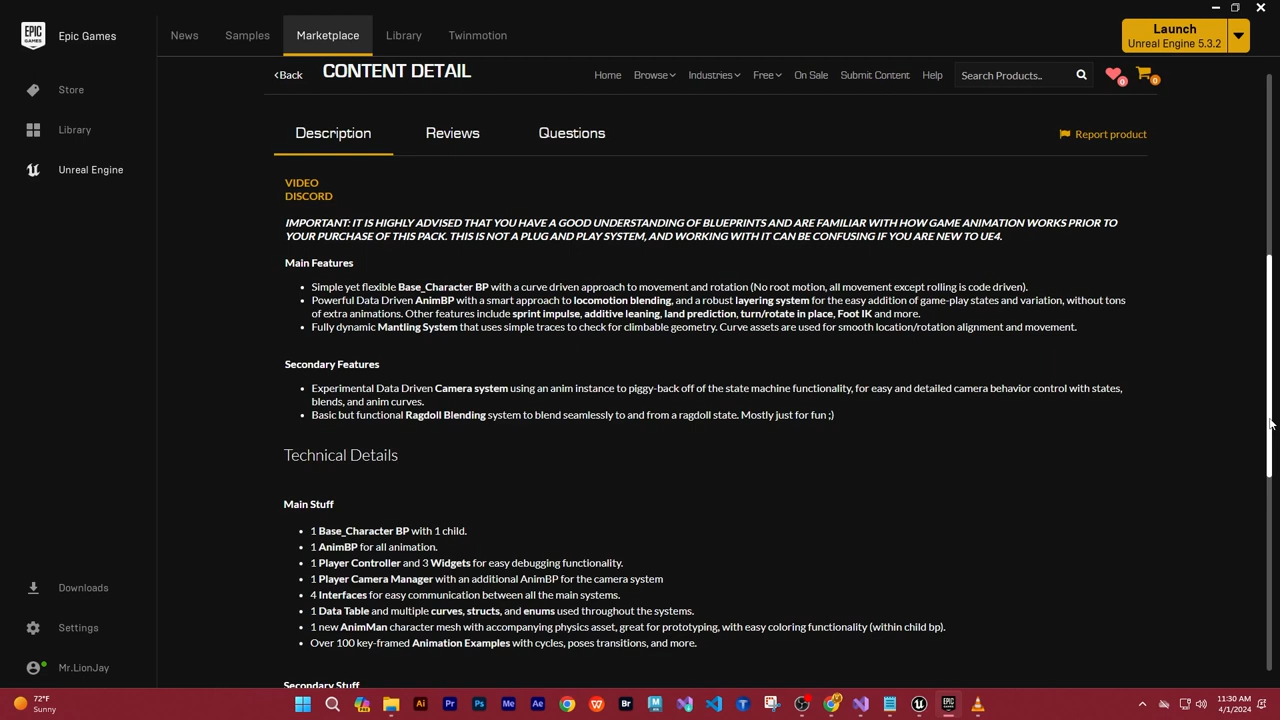 EPIC GAMES
Epic Games
News
Samples
Marketplace
Library
Twinmotion
Launch
Unreal Engine 5.3.2
Store
Library
Unreal Engine
Downloads
Settings
Mr.LionJay
Back
CONTENT DETAIL
Home
Browse
Industries
Free
On Sale
Submit Content
Help
Search Products..
0
0
Description
Reviews
Questions
Report product
VIDEO
DISCORD
IMPORTANT: IT IS HIGHLY ADVISED THAT YOU HAVE A GOOD UNDERSTANDING OF BLUEPRINTS AND ARE FAMILIAR WITH HOW GAME ANIMATION WORKS PRIOR TO
YOUR PURCHASE OF THIS PACK. THIS IS NOT A PLUG AND PLAY SYSTEM, AND WORKING WITH IT CAN BE CONFUSING IF YOU ARE NEW TO UE4.
Main Features
• Simple yet flexible Base_Character BP with a curve driven approach to movement and rotation (No root motion, all movement except rolling is code driven).
• Powerful Data Driven AnimBP with a smart approach to locomotion blending, and a robust layering system for the easy addition of game-play states and variation, without tons
of extra animations. Other features include sprint impulse, additive leaning, land prediction, turn/rotate in place, Foot IK and more.
• Fully dynamic Mantling System that uses simple traces to check for climbable geometry. Curve assets are used for smooth location/rotation alignment and movement.
Secondary Features
• Experimental Data Driven Camera system using an anim instance to piggy-back off of the state machine functionality, for easy and detailed camera behavior control with states,
blends, and anim curves.
• Basic but functional Ragdoll Blending system to blend seamlessly to and from a ragdoll state. Mostly just for fun ;)
Technical Details
Main Stuff
• 1 Base_Character BP with 1 child.
• 1 AnimBP for all animation.
• 1 Player Controller and 3 Widgets for easy debugging functionality.
• 1 Player Camera Manager with an additional AnimBP for the camera system
• 4 Interfaces for easy communication between all the main systems.
• 1 Data Table and multiple curves, structs, and enums used throughout the systems.
• 1 new AnimMan character mesh with accompanying physics asset, great for prototyping, with easy coloring functionality (within child bp).
• Over 100 key-framed Animation Examples with cycles, poses transitions, and more.
Secondary Stuff
72°F
Sunny
Ai
Pr
Ps
Me
Ae
Br
11:30 AM
4/1/2024